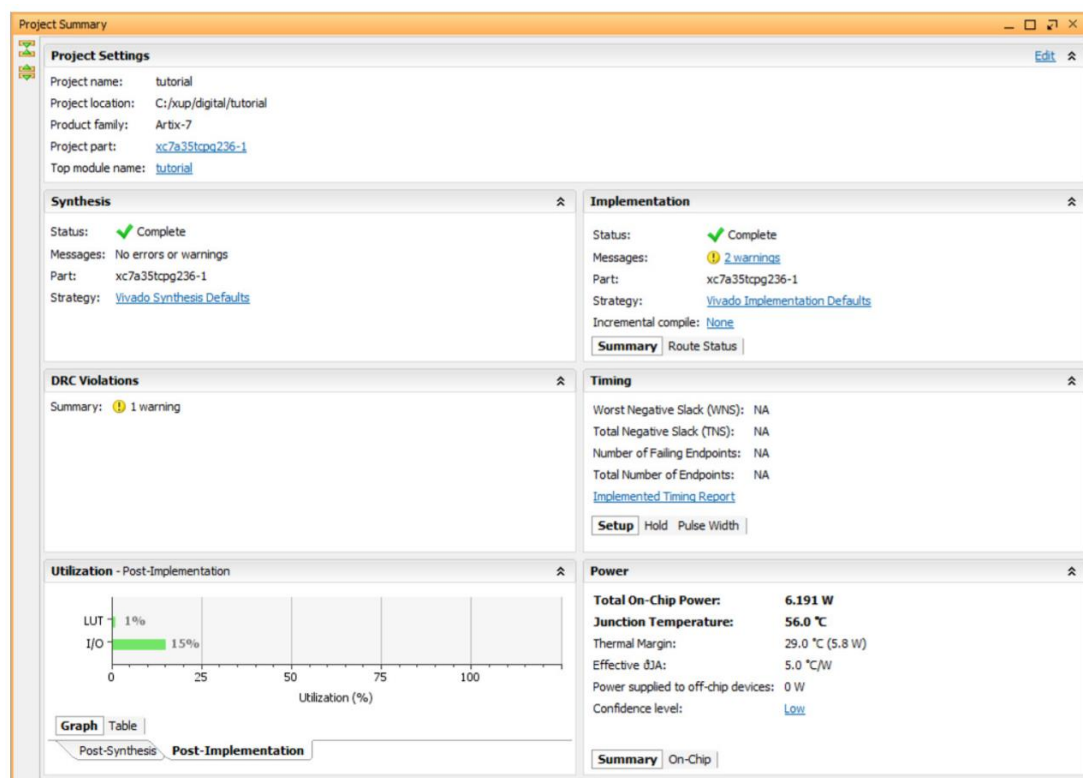 Project Summary
Project Settings
Edit
Project name: tutorial
Project location: C:/xup/digital/tutorial
Product family: Artix-7
Project part: xc7a35tcpg236-1
Top module name: tutorial
Synthesis
Status: Complete
Messages: No errors or warnings
Part: xc7a35tcpg236-1
Strategy: Vivado Synthesis Defaults
Implementation
Status: Complete
Messages: 2 warnings
Part: xc7a35tcpg236-1
Strategy: Vivado Implementation Defaults
Incremental compile: None
Summary Route Status
DRC Violations
Summary: 1 warning
Timing
Worst Negative Slack (WNS): NA
Total Negative Slack (TNS): NA
Number of Failing Endpoints: NA
Total Number of Endpoints: NA
Implemented Timing Report
Setup Hold Pulse Width
Utilization - Post-Implementation
LUT 1%
I/O 15%
0 25 50 75 100
Utilization (%)
Graph Table
Post-Synthesis Post-Implementation
Power
Total On-Chip Power: 6.191 W
Junction Temperature: 56.0 °C
Thermal Margin: 29.0 °C (5.8 W)
Effective ϑJA: 5.0 °C/W
Power supplied to off-chip devices: 0 W
Confidence level: Low
Summary On-Chip